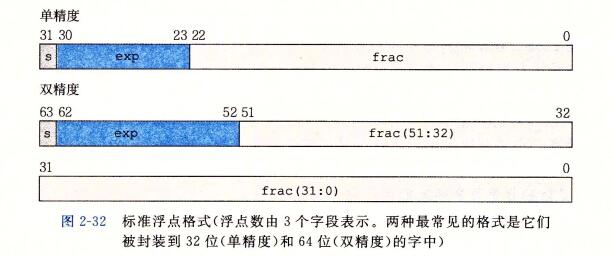 单精度
31 30 23 22 0
s exp frac
双精度
63 62 52 51 32
s exp frac(51:32)
31 0
frac(31:0)
图 2-32 标准浮点格式(浮点数由 3 个字段表示。两种最常见的格式是它们
被封装到 32 位(单精度)和 64 位(双精度)的字中)